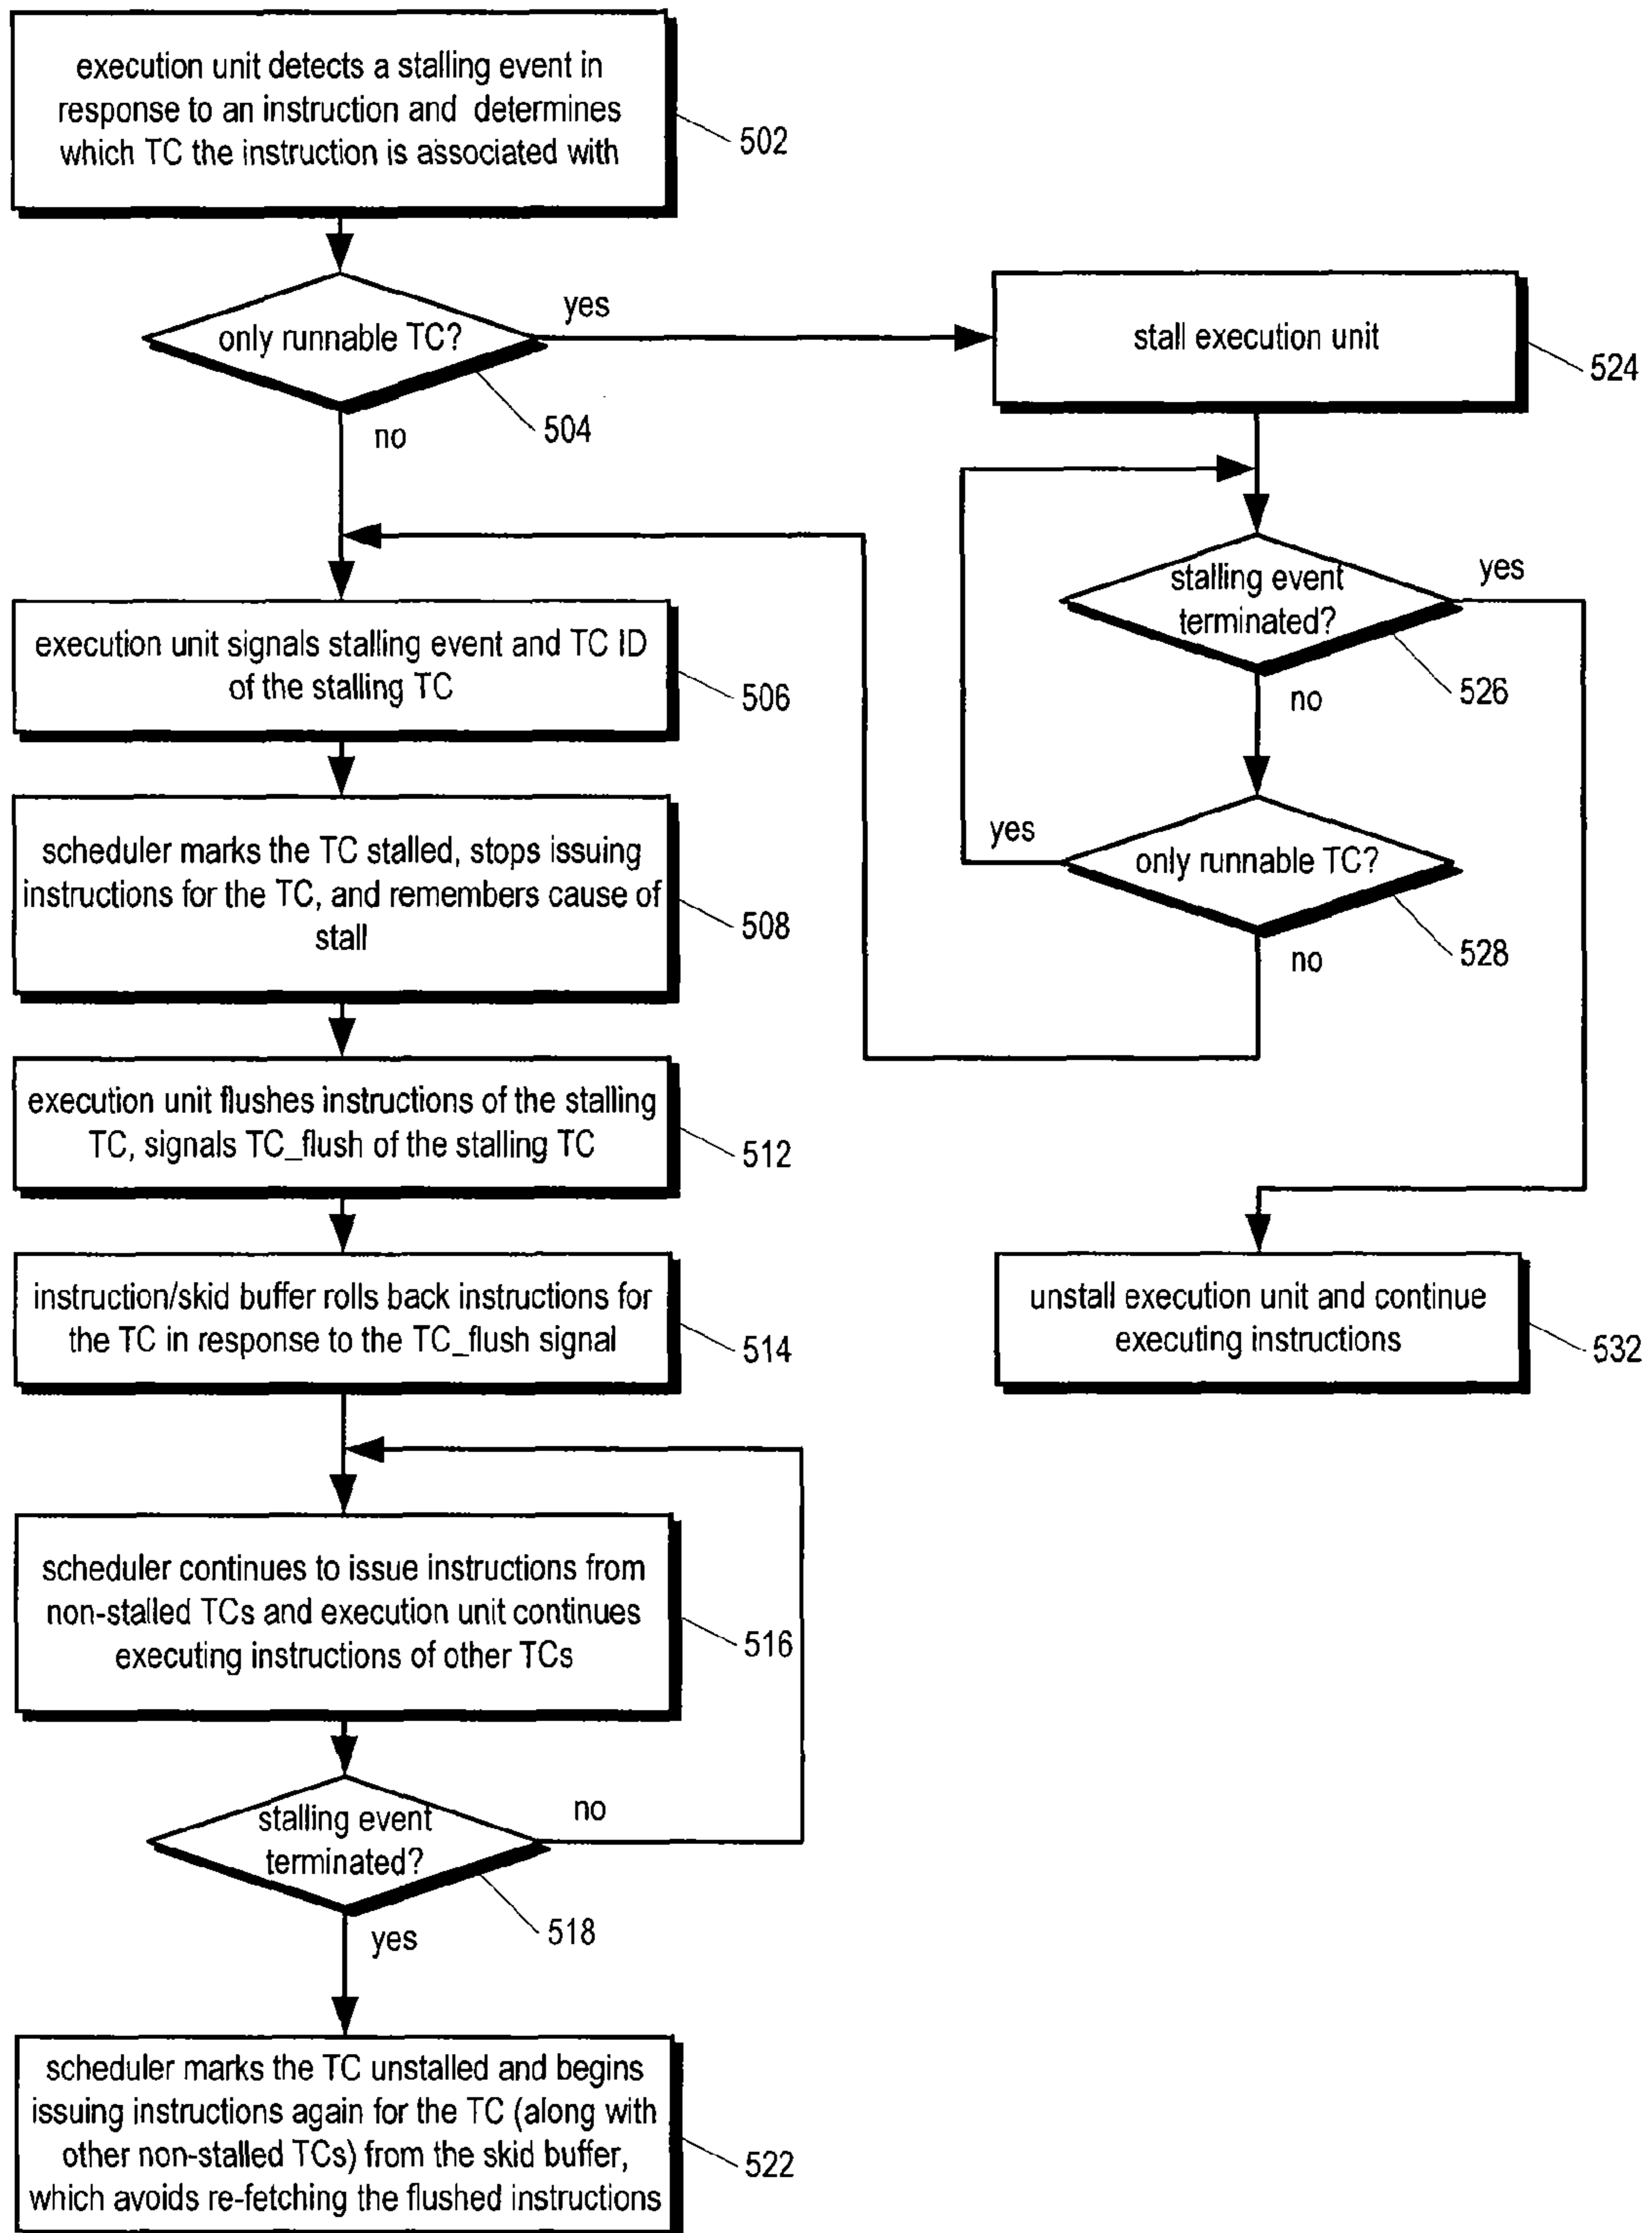 execution unit detects a stalling event in
response to an instruction and determines
which TC the instruction is associated with
502
only runnable TC?
yes
no
504
stall execution unit
524
stalling event
terminated?
yes
no
526
only runnable TC?
yes
no
528
unstall execution unit and continue
executing instructions
532
execution unit signals stalling event and TC ID
of the stalling TC
506
scheduler marks the TC stalled, stops issuing
instructions for the TC, and remembers cause of
stall
508
execution unit flushes instructions of the stalling
TC, signals TC_flush of the stalling TC
512
instruction/skid buffer rolls back instructions for
the TC in response to the TC_flush signal
514
scheduler continues to issue instructions from
non-stalled TCs and execution unit continues
executing instructions of other TCs
516
stalling event
terminated?
no
yes
518
scheduler marks the TC unstalled and begins
issuing instructions again for the TC (along with
other non-stalled TCs) from the skid buffer,
which avoids re-fetching the flushed instructions
522